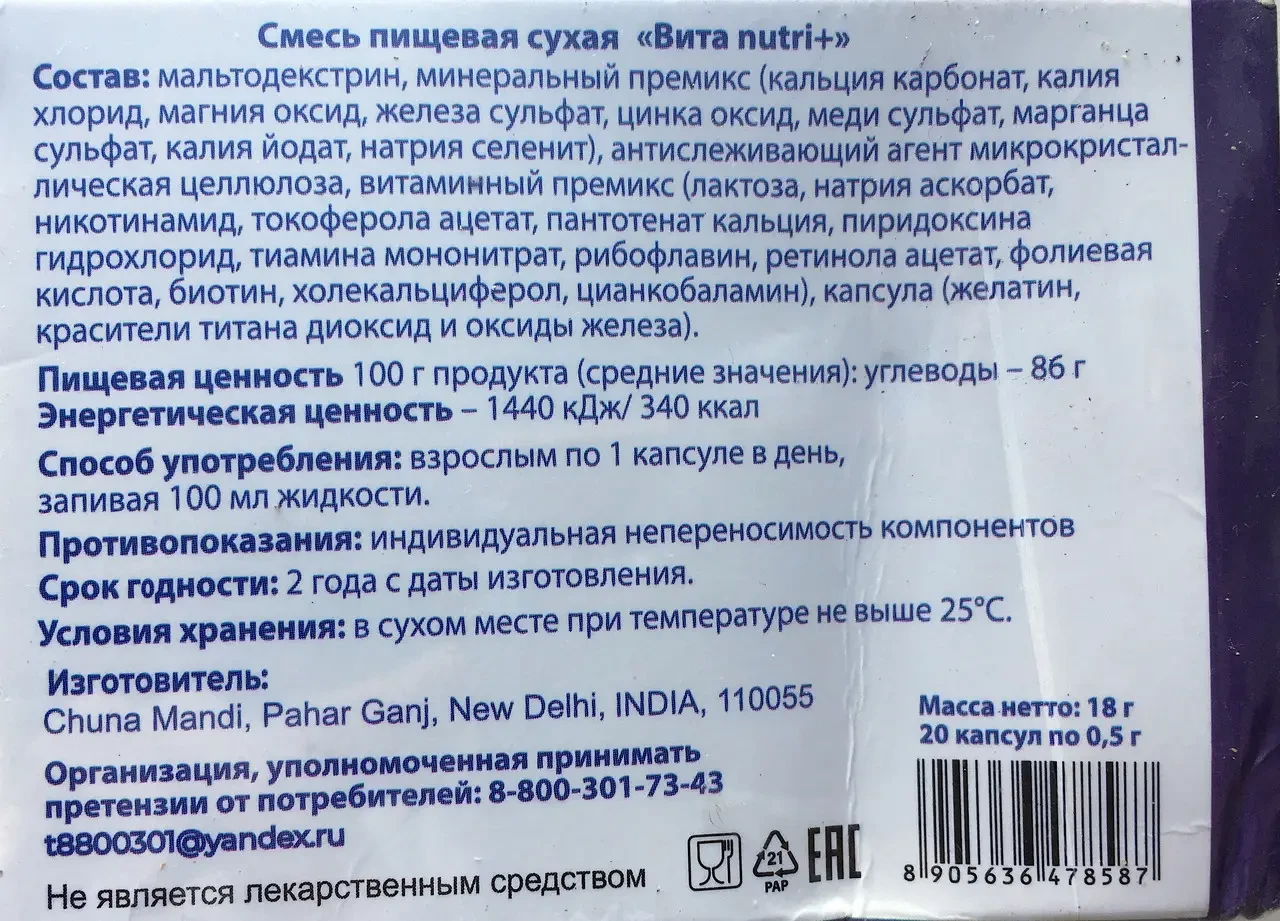 Смесь пищевая сухая «Вита nutri+»
Состав: мальтодекстрин, минеральный премикс (кальция карбонат, калия
хлорид, магния оксид, железа сульфат, цинка оксид, меди сульфат, марганца
сульфат, калия йодат, натрия селенит), антислеживающий агент микрокристал-
лическая целлюлоза, витаминный премикс (лактоза, натрия аскорбат,
никотинамид, токоферола ацетат, пантотенат кальция, пиридоксина
гидрохлорид, тиамина мононитрат, рибофлавин, ретинола ацетат, фолиевая
кислота, биотин, холекальциферол, цианкобаламин), капсула (желатин,
красители титана диоксид и оксиды железа).
Пищевая ценность 100 г продукта (средние значения): углеводы – 86 г
Энергетическая ценность – 1440 кДж/ 340 ккал
Способ употребления: взрослым по 1 капсуле в день,
запивая 100 мл жидкости.
Противопоказания: индивидуальная непереносимость компонентов
Срок годности: 2 года с даты изготовления.
Условия хранения: в сухом месте при температуре не выше 25°С.
Изготовитель:
Chuna Mandi, Pahar Ganj, New Delhi, INDIA, 110055
Организация, уполномоченная принимать
претензии от потребителей: 8-800-301-73-43
t8800301@yandex.ru
Не является лекарственным средством
21
PAP
EAC
Масса нетто: 18 г
20 капсул по 0,5 г
8 905636 478587